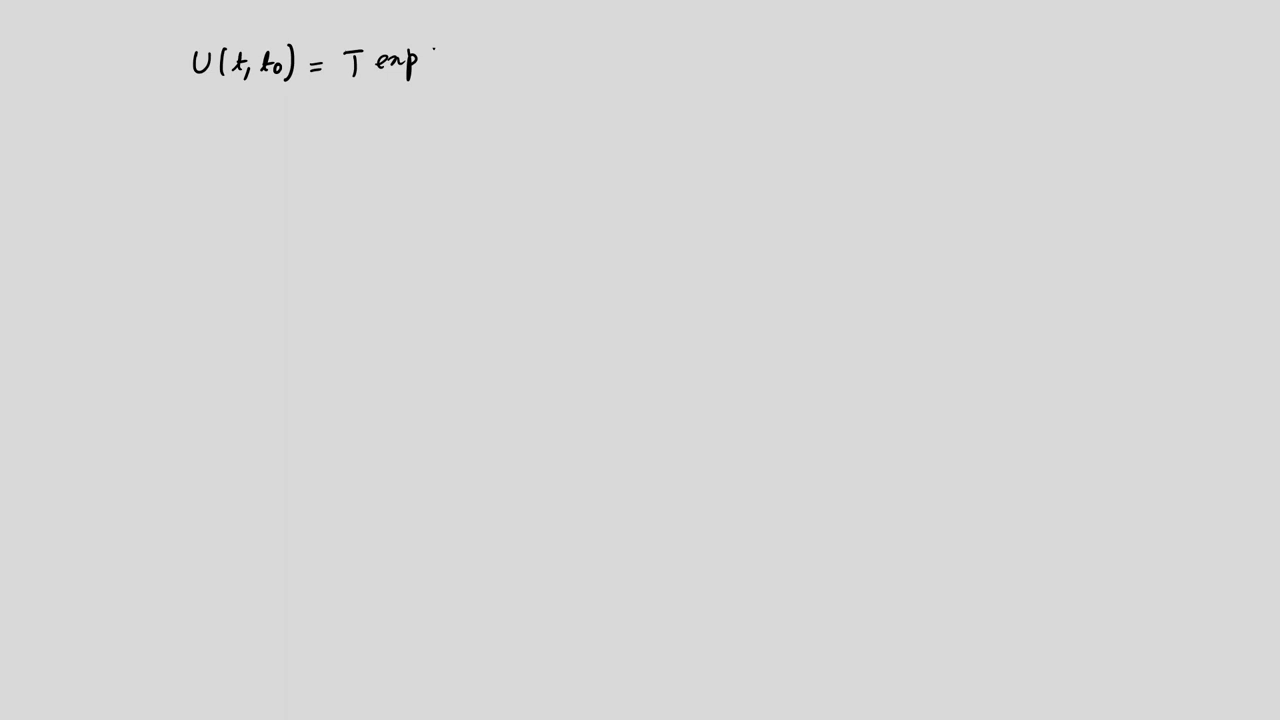 U(t, t₀) = T exp